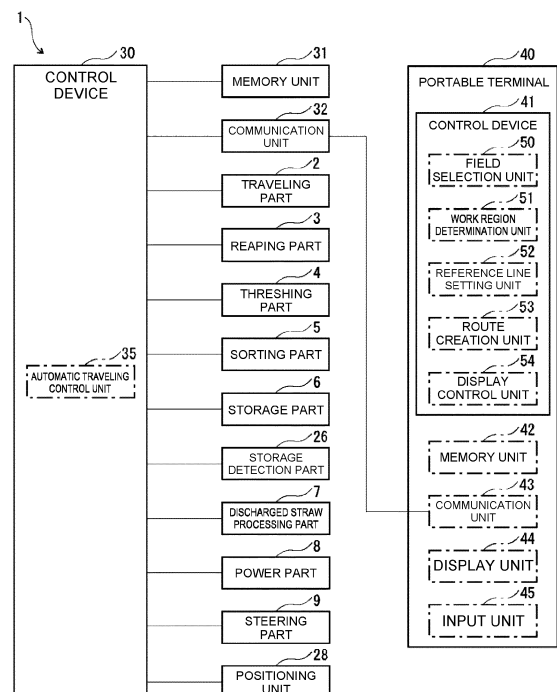 1
30
CONTROL
DEVICE
35
AUTOMATIC TRAVELING
CONTROL UNIT
31
MEMORY UNIT
32
COMMUNICATION
UNIT
2
TRAVELING
PART
3
REAPING PART
4
THRESHING
PART
5
SORTING PART
6
STORAGE PART
26
STORAGE
DETECTION PART
7
DISCHARGED STRAW
PROCESSING PART
8
POWER PART
9
STEERING
PART
28
POSITIONING
UNIT
40
PORTABLE TERMINAL
41
CONTROL DEVICE
50
FIELD
SELECTION UNIT
51
WORK REGION
DETERMINATION UNIT
52
REFERENCE LINE
SETTING UNIT
53
ROUTE
CREATION UNIT
54
DISPLAY
CONTROL UNIT
42
MEMORY UNIT
43
COMMUNICATION
UNIT
44
DISPLAY UNIT
45
INPUT UNIT